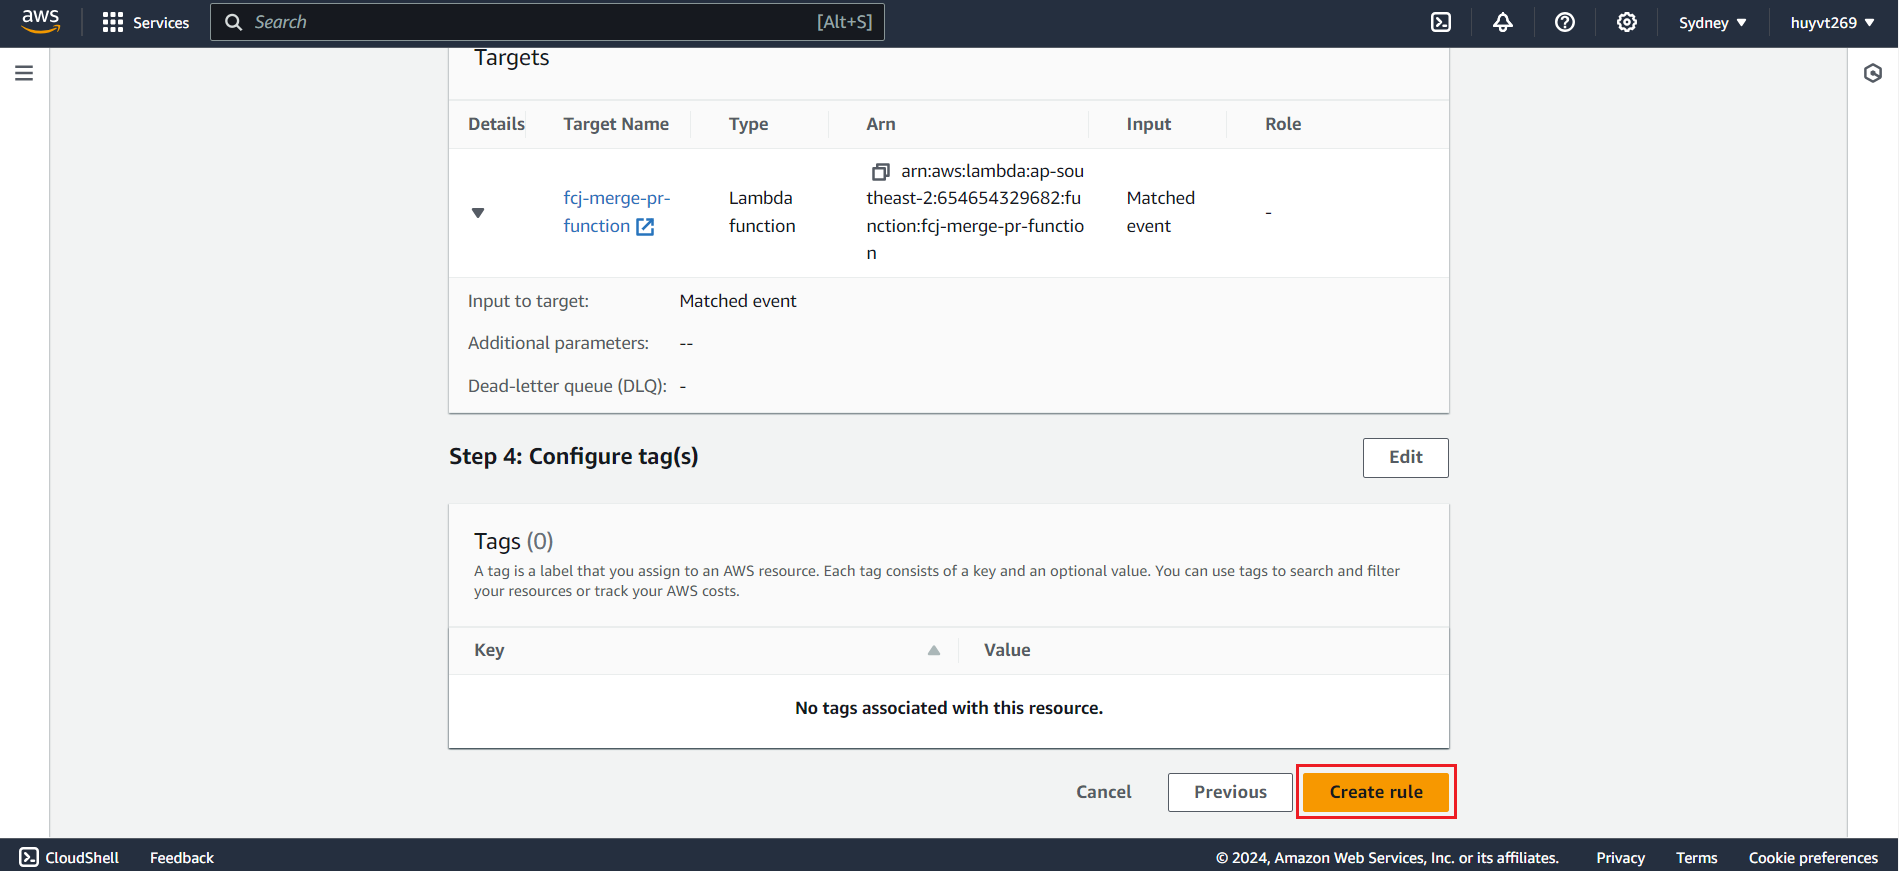 aws
Services
Search
[Alt+S]
Sydney ▼
huyvt269 ▼
Targets
Details
Target Name
Type
Arn
Input
Role
fcj-merge-pr-
function
Lambda
function
arn:aws:lambda:ap-sou
theast-2:654654329682:fu
nction:fcj-merge-pr-functio
n
Matched
event
-
Input to target: Matched event
Additional parameters: --
Dead-letter queue (DLQ): -
Step 4: Configure tag(s)
Edit
Tags (0)
A tag is a label that you assign to an AWS resource. Each tag consists of a key and an optional value. You can use tags to search and filter
your resources or track your AWS costs.
Key
Value
No tags associated with this resource.
Cancel
Previous
Create rule
CloudShell
Feedback
© 2024, Amazon Web Services, Inc. or its affiliates.
Privacy
Terms
Cookie preferences